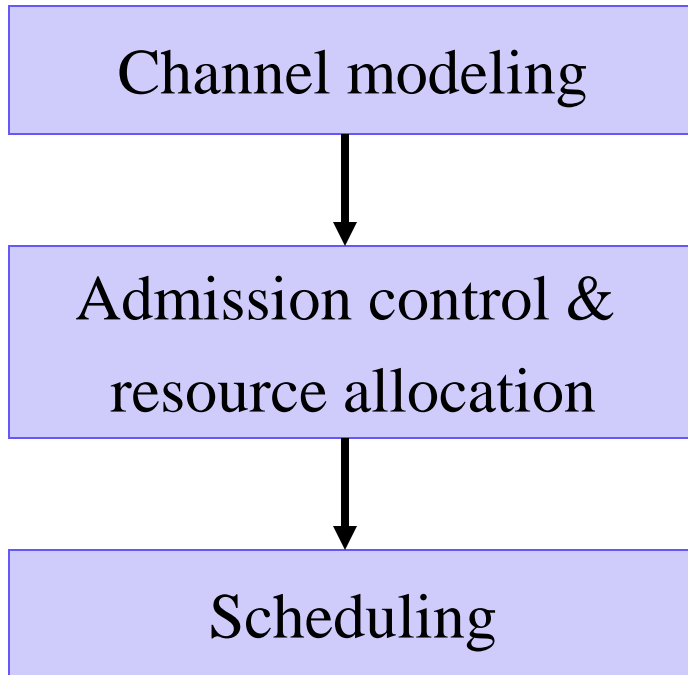 Channel modeling
Admission control &
resource allocation
Scheduling